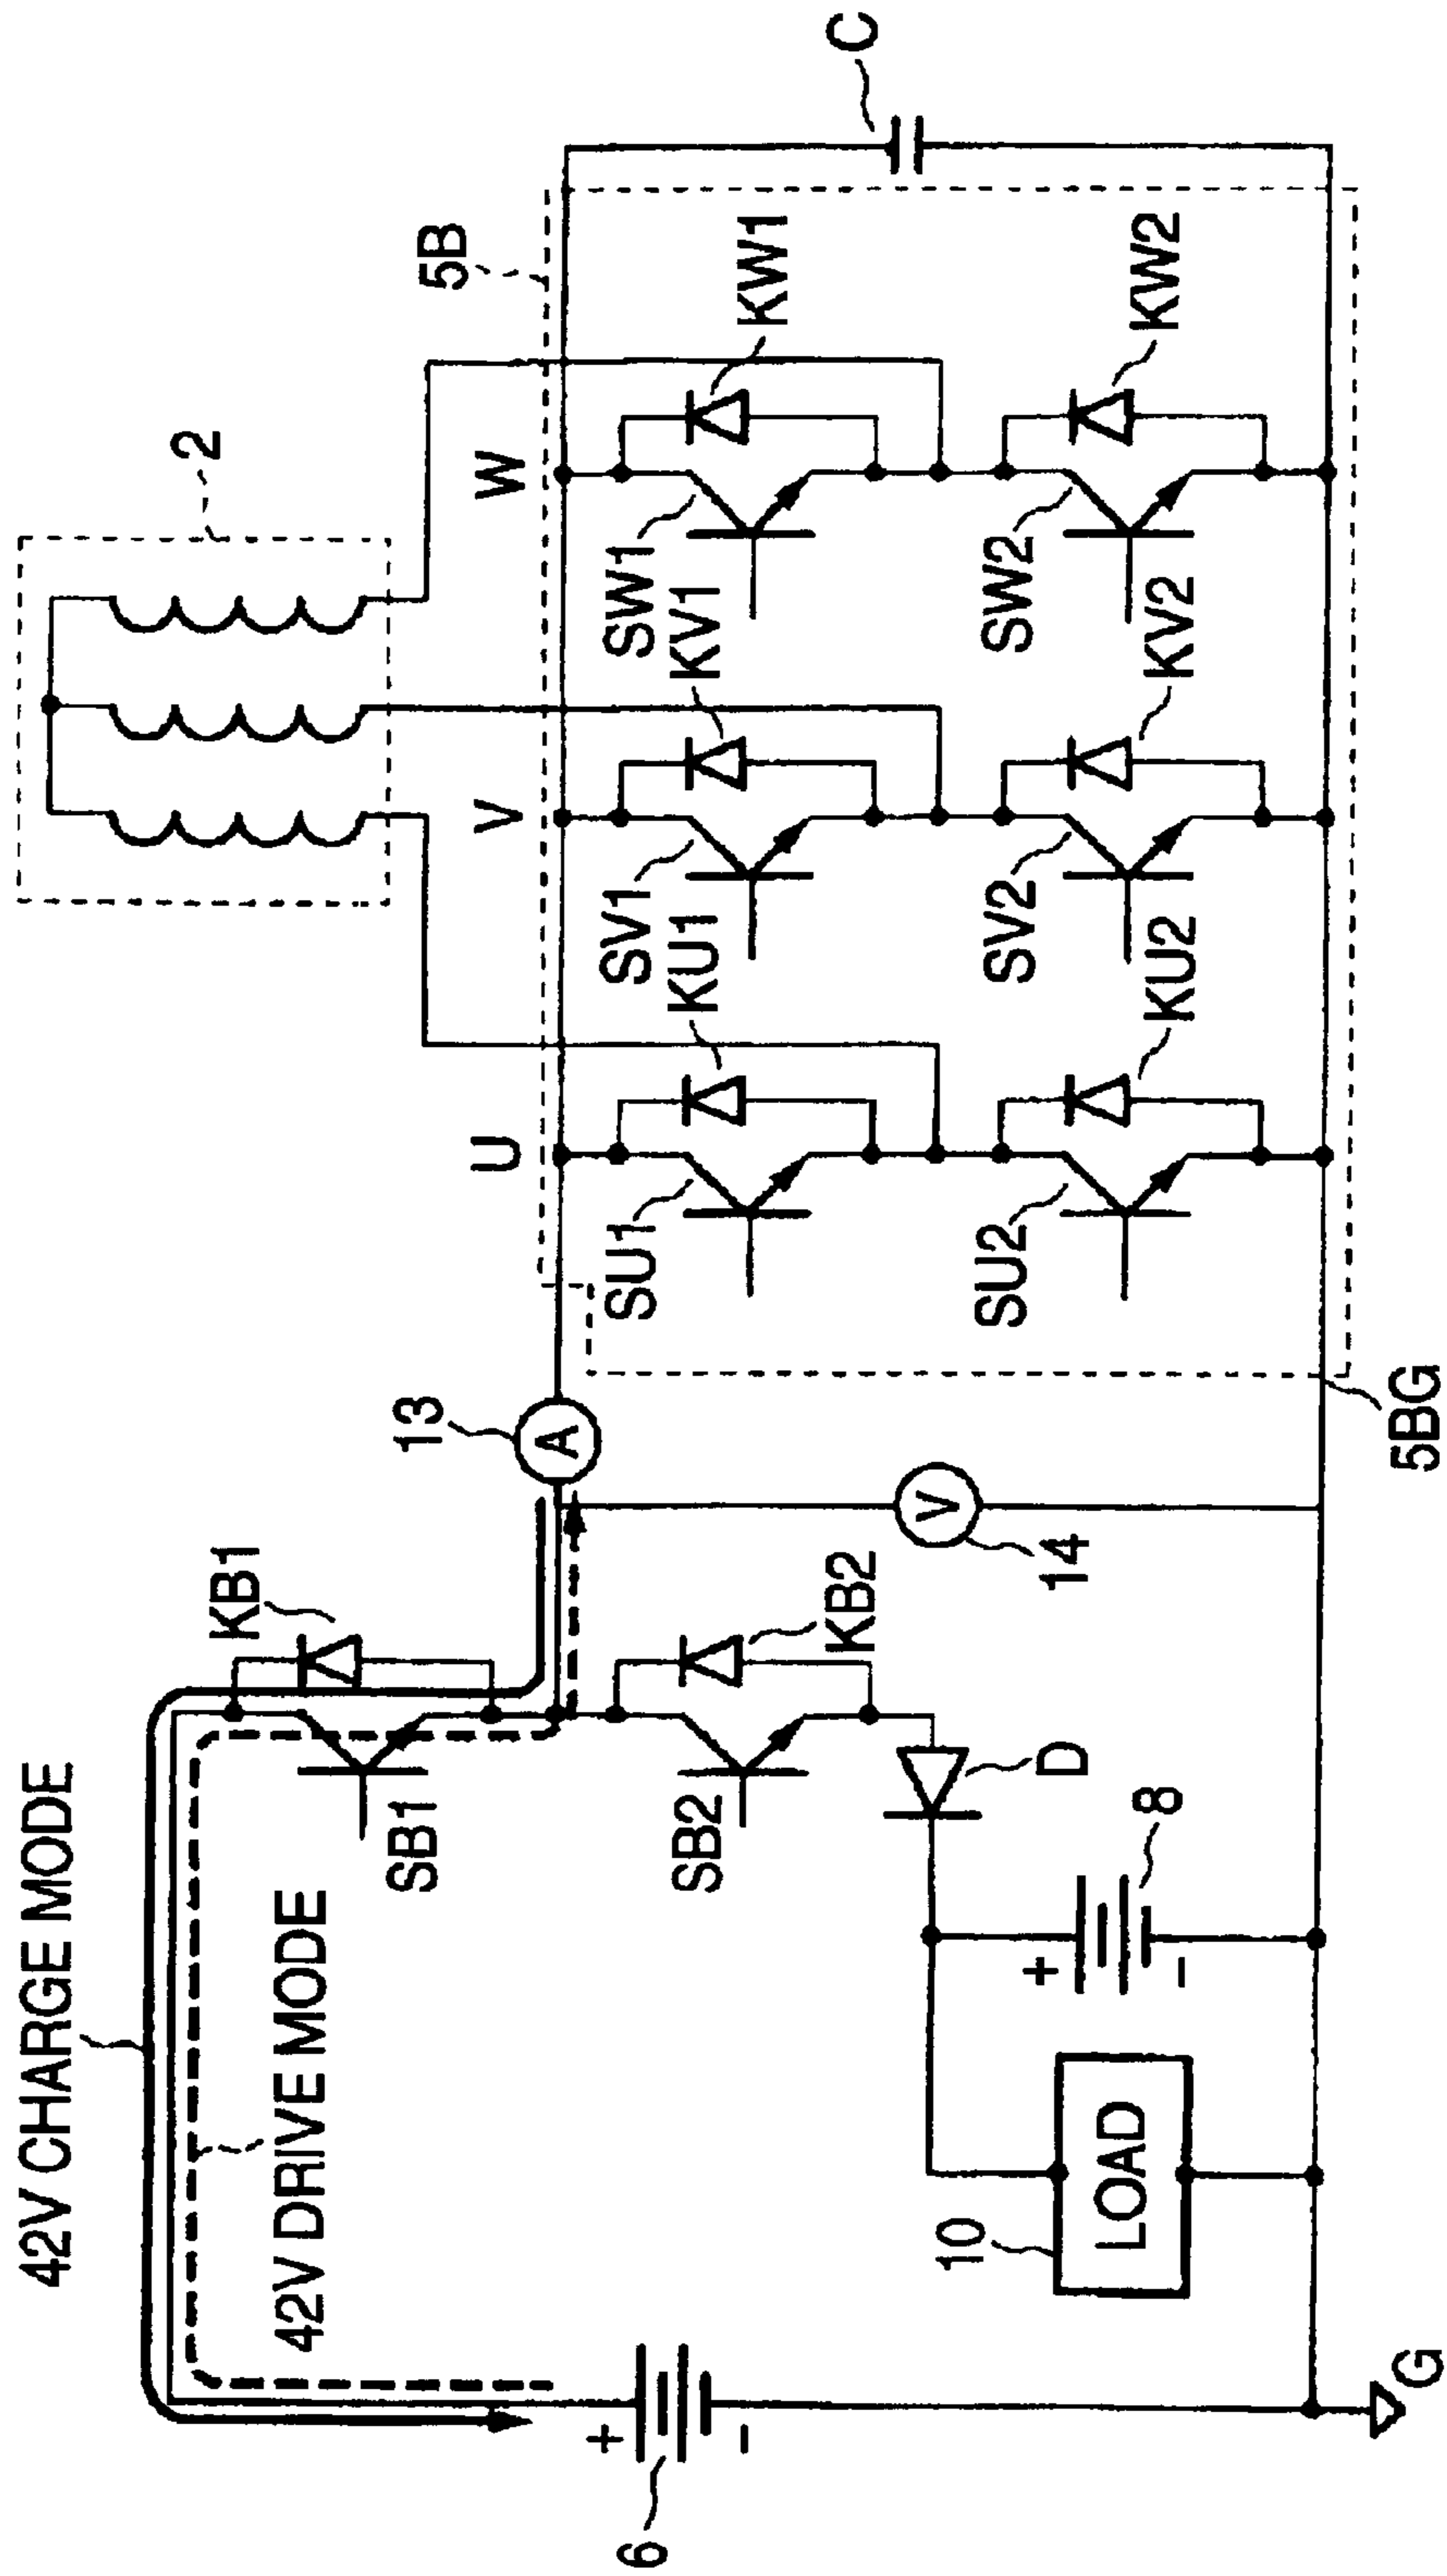 42V CHARGE MODE
42V DRIVE MODE
KB1
SB1
KB2
SB2
D
8
+
-
LOAD
10
+
-
6
G
13
A
V
14
5BG
2
5B
U
V
W
SU1
KU1
SV1
KV1
SW1
KW1
SU2
KU2
SV2
KV2
SW2
KW2
C